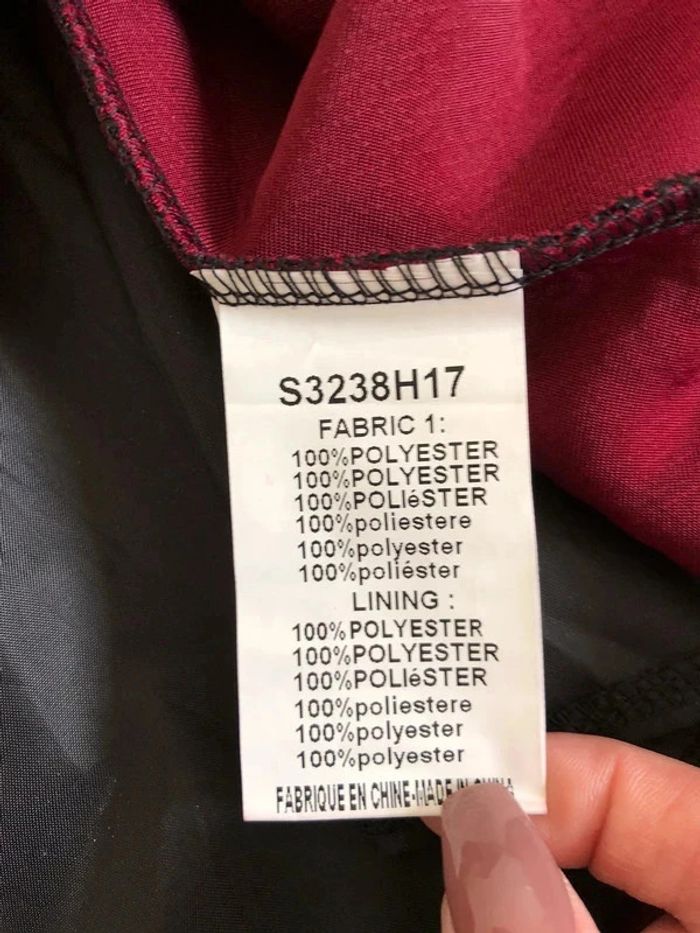 S3238H17
FABRIC 1:
100%POLYESTER
100%POLYESTER
100%POLIéSTER
100%poliestere
100%polyester
100%poliéster
LINING :
100%POLYESTER
100%POLYESTER
100%POLIéSTER
100%poliestere
100%polyester
100%polyester
FABRIQUE EN CHINE-MADE IN CHINA